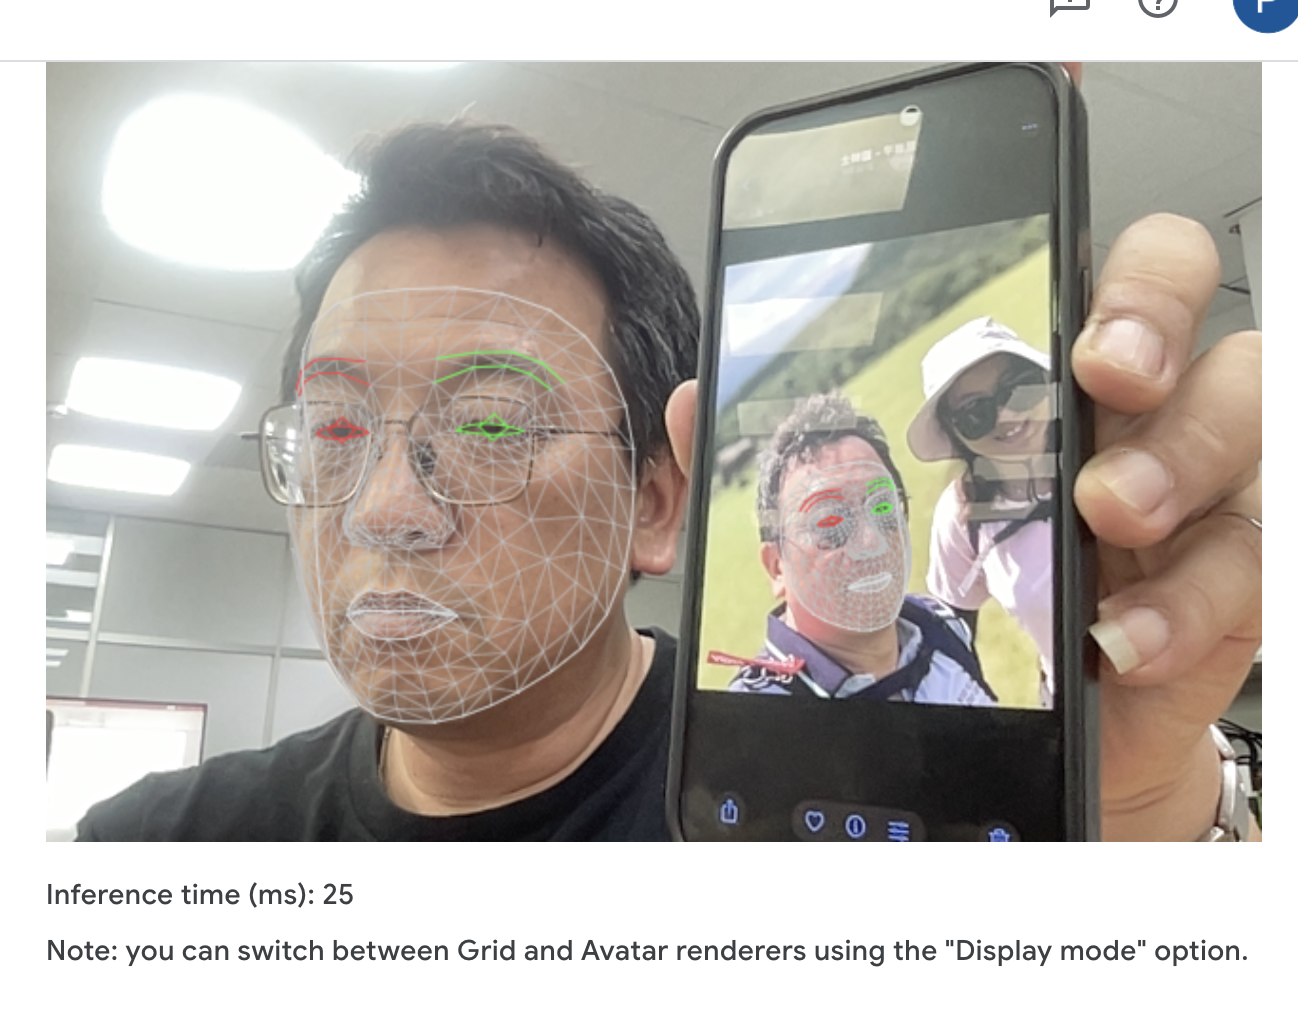 P
Inference time (ms): 25
Note: you can switch between Grid and Avatar renderers using the "Display mode" option.